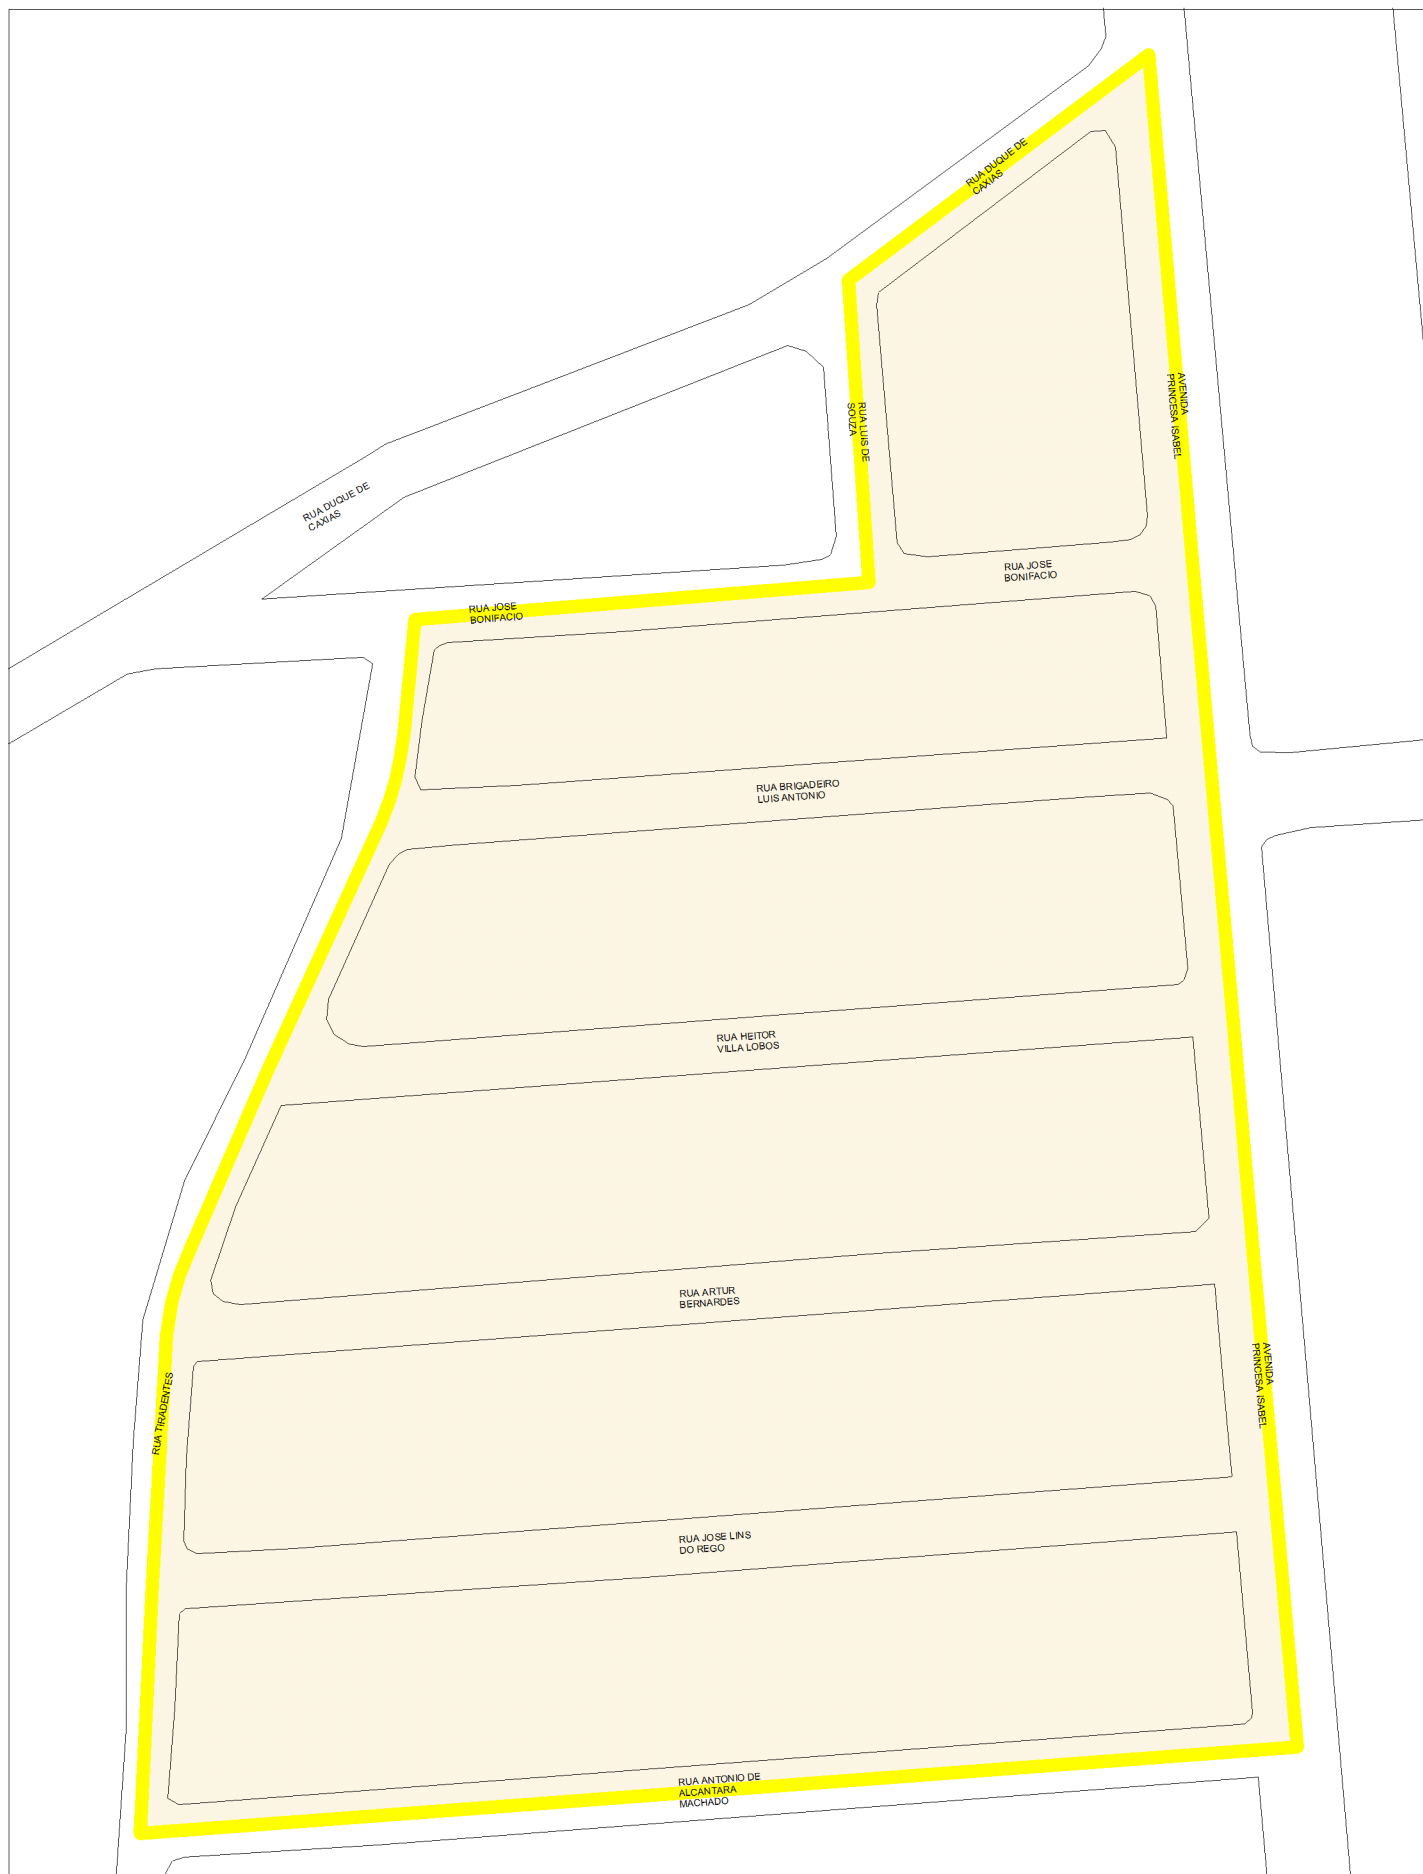 RUA DUQUE DE
CAXIAS
AVENIDA
PRINCESA ISABEL
RUA LUIS DE
SOUZA
RUA DUQUE DE
CAXIAS
RUA JOSE
BONIFACIO
RUA JOSE
BONIFACIO
RUA BRIGADEIRO
LUIS ANTONIO
RUA HEITOR
VILLA LOBOS
RUA ARTUR
BERNARDES
AVENIDA
PRINCESA ISABEL
RUA TIRADENTES
RUA JOSE LINS
DO REGO
RUA ANTONIO DE
ALCANTARA
MACHADO